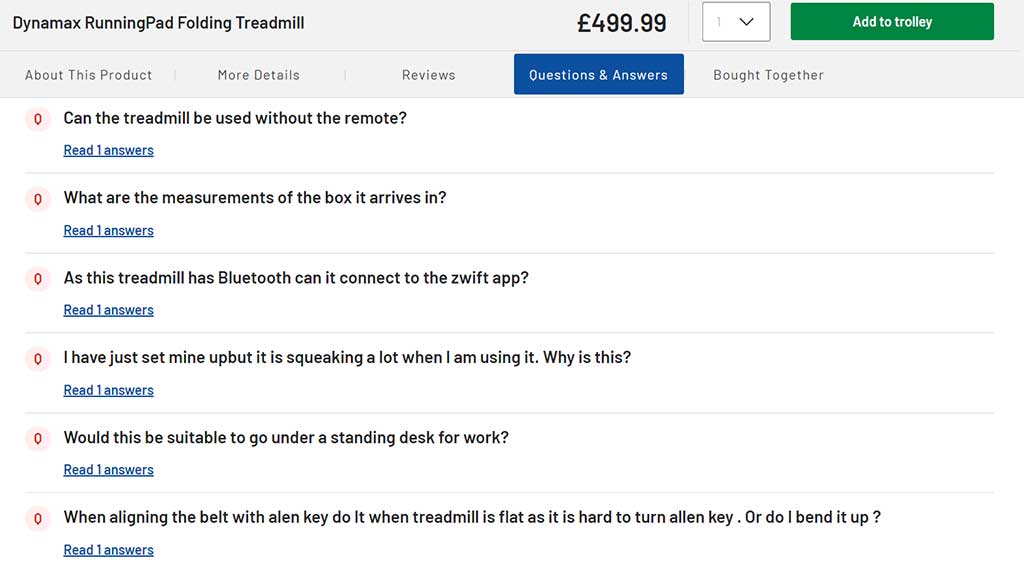 Dynamax RunningPad Folding Treadmill
£499.99
1
Add to trolley
About This Product
More Details
Reviews
Questions & Answers
Bought Together
Q
Can the treadmill be used without the remote?
Read 1 answers
Q
What are the measurements of the box it arrives in?
Read 1 answers
Q
As this treadmill has Bluetooth can it connect to the zwift app?
Read 1 answers
Q
I have just set mine upbut it is squeaking a lot when I am using it. Why is this?
Read 1 answers
Q
Would this be suitable to go under a standing desk for work?
Read 1 answers
Q
When aligning the belt with alen key do It when treadmill is flat as it is hard to turn allen key . Or do I bend it up ?
Read 1 answers